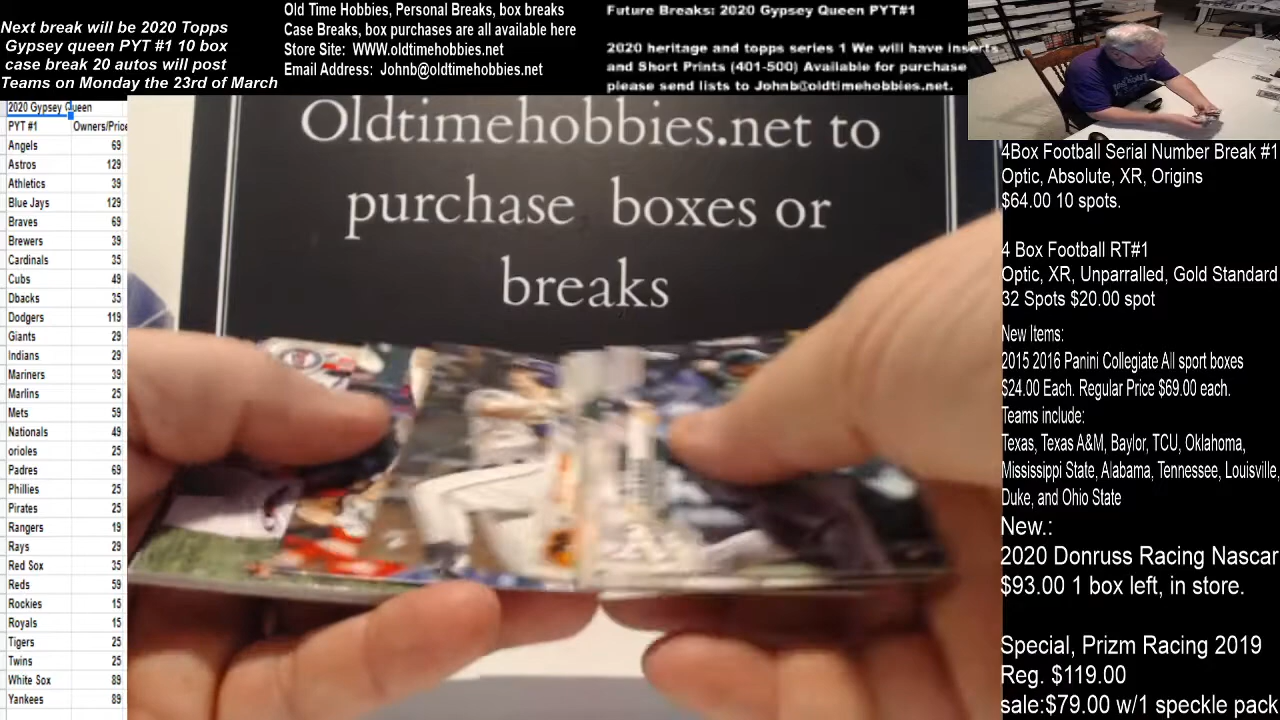 Next break will be 2020 Topps
Gypsey queen PYT #1 10 box
case break 20 autos will post
Teams on Monday the 23rd of March
Old Time Hobbies, Personal Breaks, box breaks
Case Breaks, box purchases are all available here
Store Site:  WWW.oldtimehobbies.net
Email Address:  Johnb@oldtimehobbies.net
Future Breaks: 2020 Gypsey Queen PYT#1
2020 heritage and topps series 1 We will have inserts
and Short Prints (401-500) Available for purchase
please send lists to Johnb@oldtimehobbies.net.
2020 Gypsey Queen
PYT #1 Owners/Price
Angels 69
Astros 129
Athletics 39
Blue Jays 129
Braves 69
Brewers 39
Cardinals 35
Cubs 49
Dbacks 35
Dodgers 119
Giants 29
Indians 29
Mariners 39
Marlins 25
Mets 59
Nationals 49
orioles 25
Padres 69
Phillies 25
Pirates 25
Rangers 19
Rays 29
Red Sox 35
Reds 59
Rockies 15
Royals 15
Tigers 25
Twins 25
White Sox 89
Yankees 89
Oldtimehobbies.net to
purchase boxes or
breaks
4Box Football Serial Number Break #1
Optic, Absolute, XR, Origins
$64.00 10 spots.
4 Box Football RT#1
Optic, XR, Unparralled, Gold Standard
32 Spots $20.00 spot
New Items:
2015 2016 Panini Collegiate All sport boxes
$24.00 Each. Regular Price $69.00 each.
Teams include:
Texas, Texas A&M, Baylor, TCU, Oklahoma,
Mississippi State, Alabama, Tennessee, Louisville,
Duke, and Ohio State
New.:
2020 Donruss Racing Nascar
$93.00 1 box left, in store.
Special, Prizm Racing 2019
Reg. $119.00
sale:$79.00 w/1 speckle pack